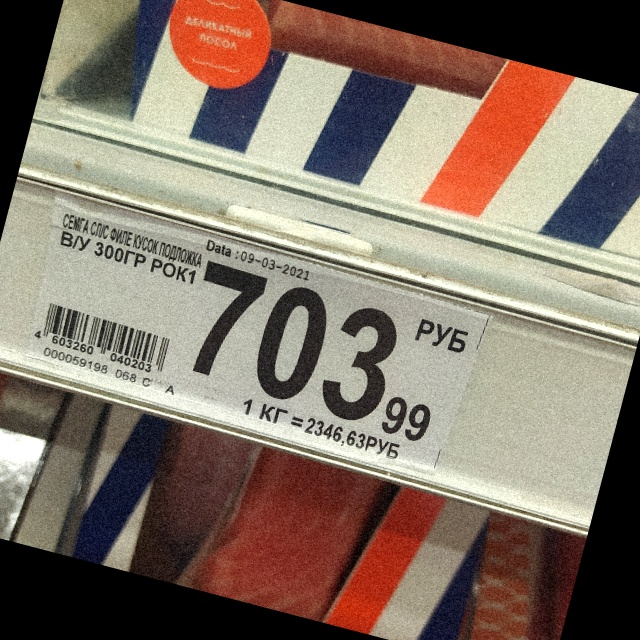 ДЕЛИКАТНЫЙ
ПОСОЛ
СЕМГА СЛ/С ФИЛЕ КУСОК ПОДЛОЖКА
В/У 300ГР РОК1
Data :09-03-2021
703
99
РУБ
1 КГ =2346,63РУБ
4 603260 040203
000059198 068 С А